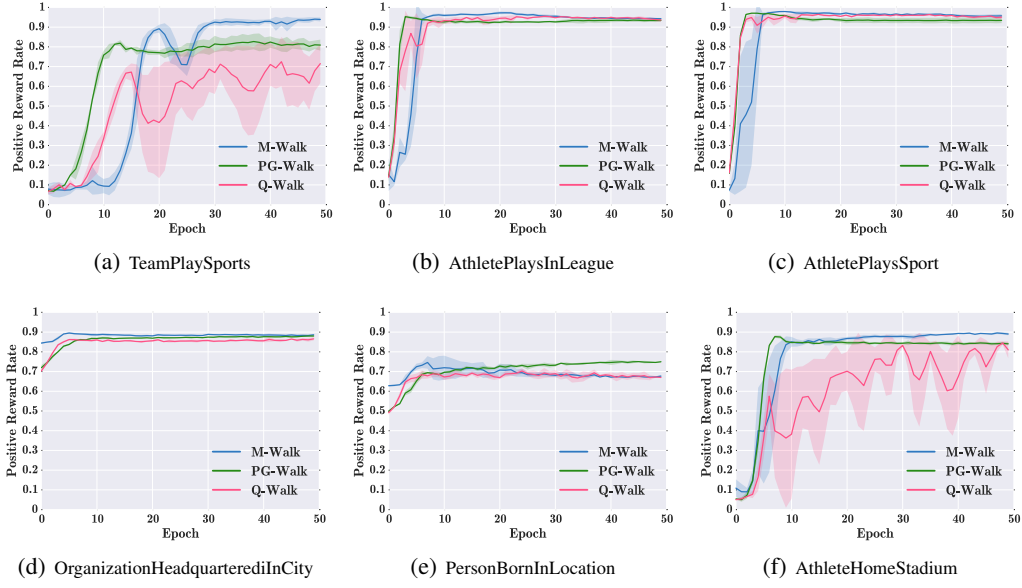 Positive Reward Rate
1
0.9
0.8
0.7
0.6
0.5
0.4
0.3
0.2
0.1
0
M-Walk
PG-Walk
Q-Walk
0 10 20 30 40 50
Epoch
(a) TeamPlaySports
Positive Reward Rate
1
0.9
0.8
0.7
0.6
0.5
0.4
0.3
0.2
0.1
0
M-Walk
PG-Walk
Q-Walk
0 10 20 30 40 50
Epoch
(b) AthletePlaysInLeague
Positive Reward Rate
1
0.9
0.8
0.7
0.6
0.5
0.4
0.3
0.2
0.1
0
M-Walk
PG-Walk
Q-Walk
0 10 20 30 40 50
Epoch
(c) AthletePlaysSport
Positive Reward Rate
1
0.9
0.8
0.7
0.6
0.5
0.4
0.3
0.2
0.1
0
M-Walk
PG-Walk
Q-Walk
0 10 20 30 40 50
Epoch
(d) OrganizationHeadquarterediInCity
Positive Reward Rate
1
0.9
0.8
0.7
0.6
0.5
0.4
0.3
0.2
0.1
0
M-Walk
PG-Walk
Q-Walk
0 10 20 30 40 50
Epoch
(e) PersonBornInLocation
Positive Reward Rate
1
0.9
0.8
0.7
0.6
0.5
0.4
0.3
0.2
0.1
0
M-Walk
PG-Walk
Q-Walk
0 10 20 30 40 50
Epoch
(f) AthleteHomeStadium